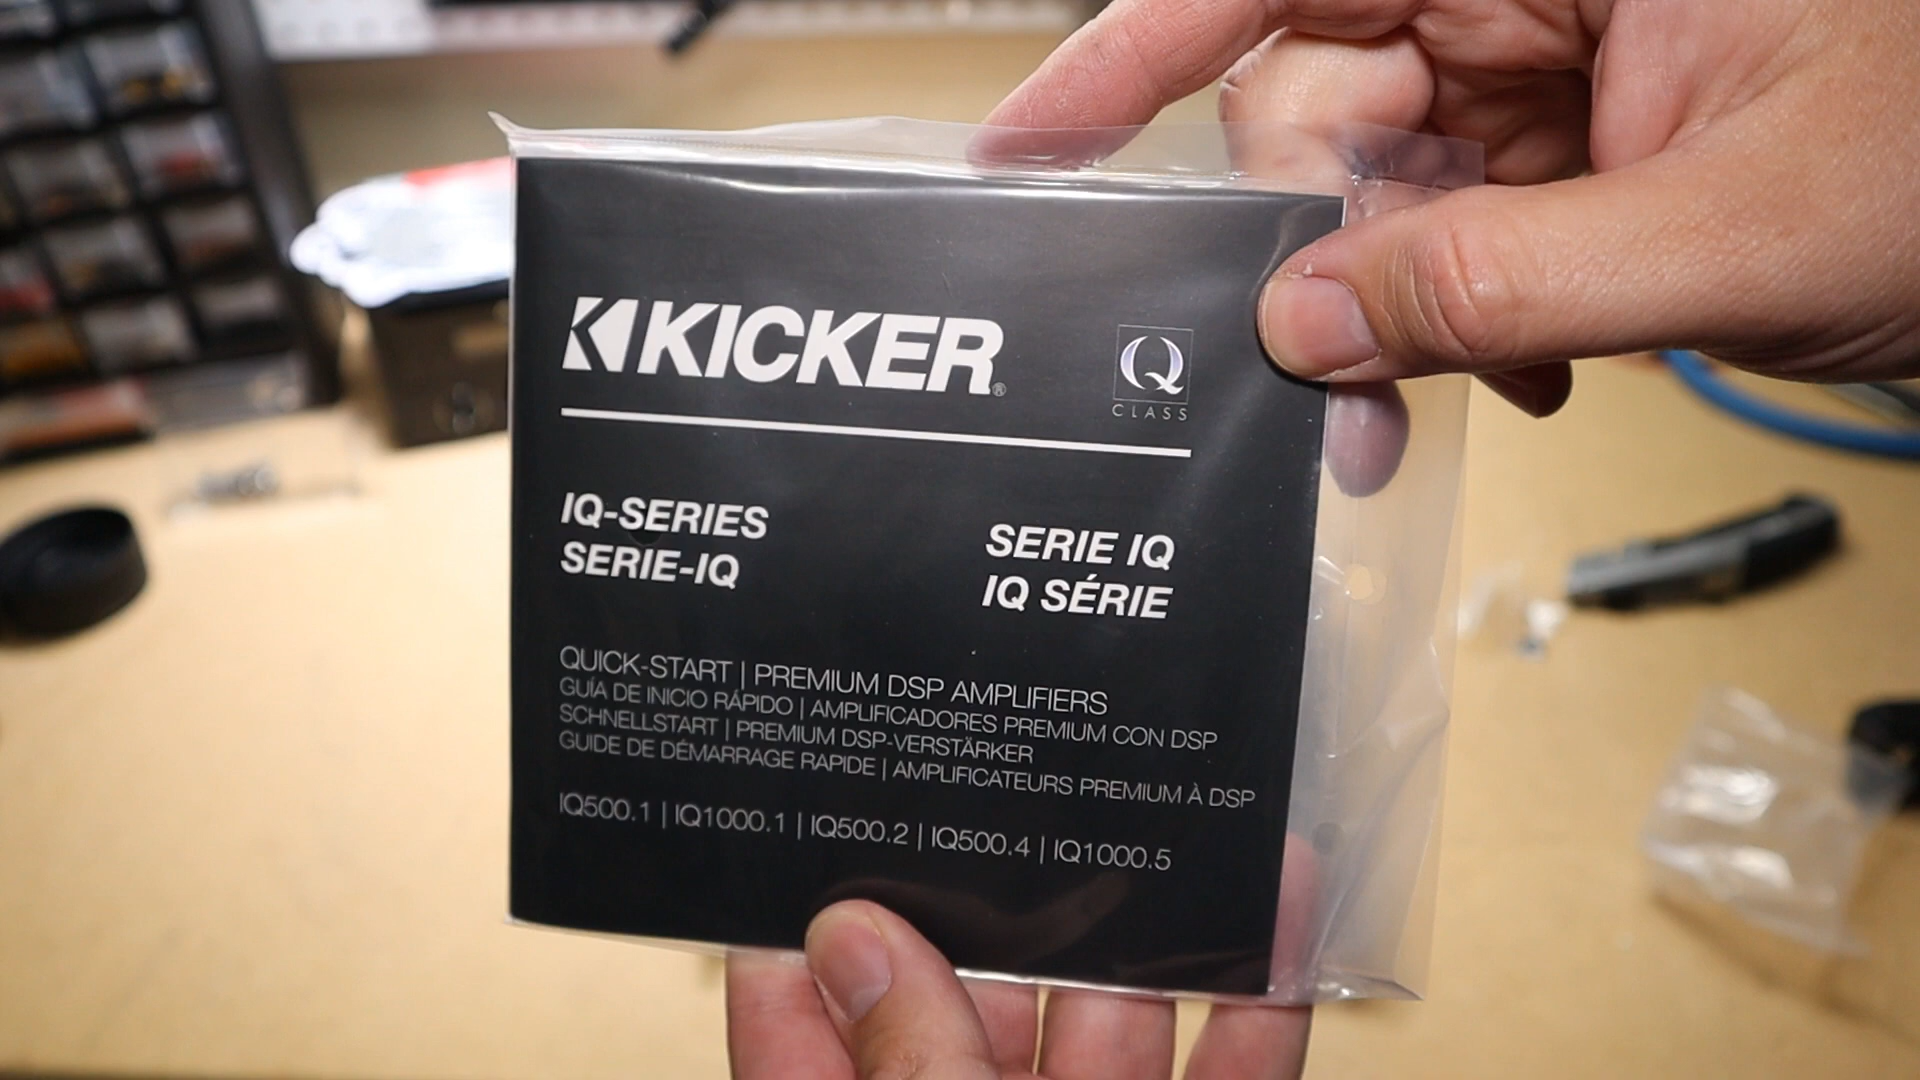 KICKER®
Q
CLASS
IQ-SERIES
SERIE-IQ
SERIE IQ
IQ SÉRIE
QUICK-START | PREMIUM DSP AMPLIFIERS
GUÍA DE INICIO RÁPIDO | AMPLIFICADORES PREMIUM CON DSP
SCHNELLSTART | PREMIUM DSP-VERSTÄRKER
GUIDE DE DÉMARRAGE RAPIDE | AMPLIFICATEURS PREMIUM À DSP
IQ500.1 | IQ1000.1 | IQ500.2 | IQ500.4 | IQ1000.5